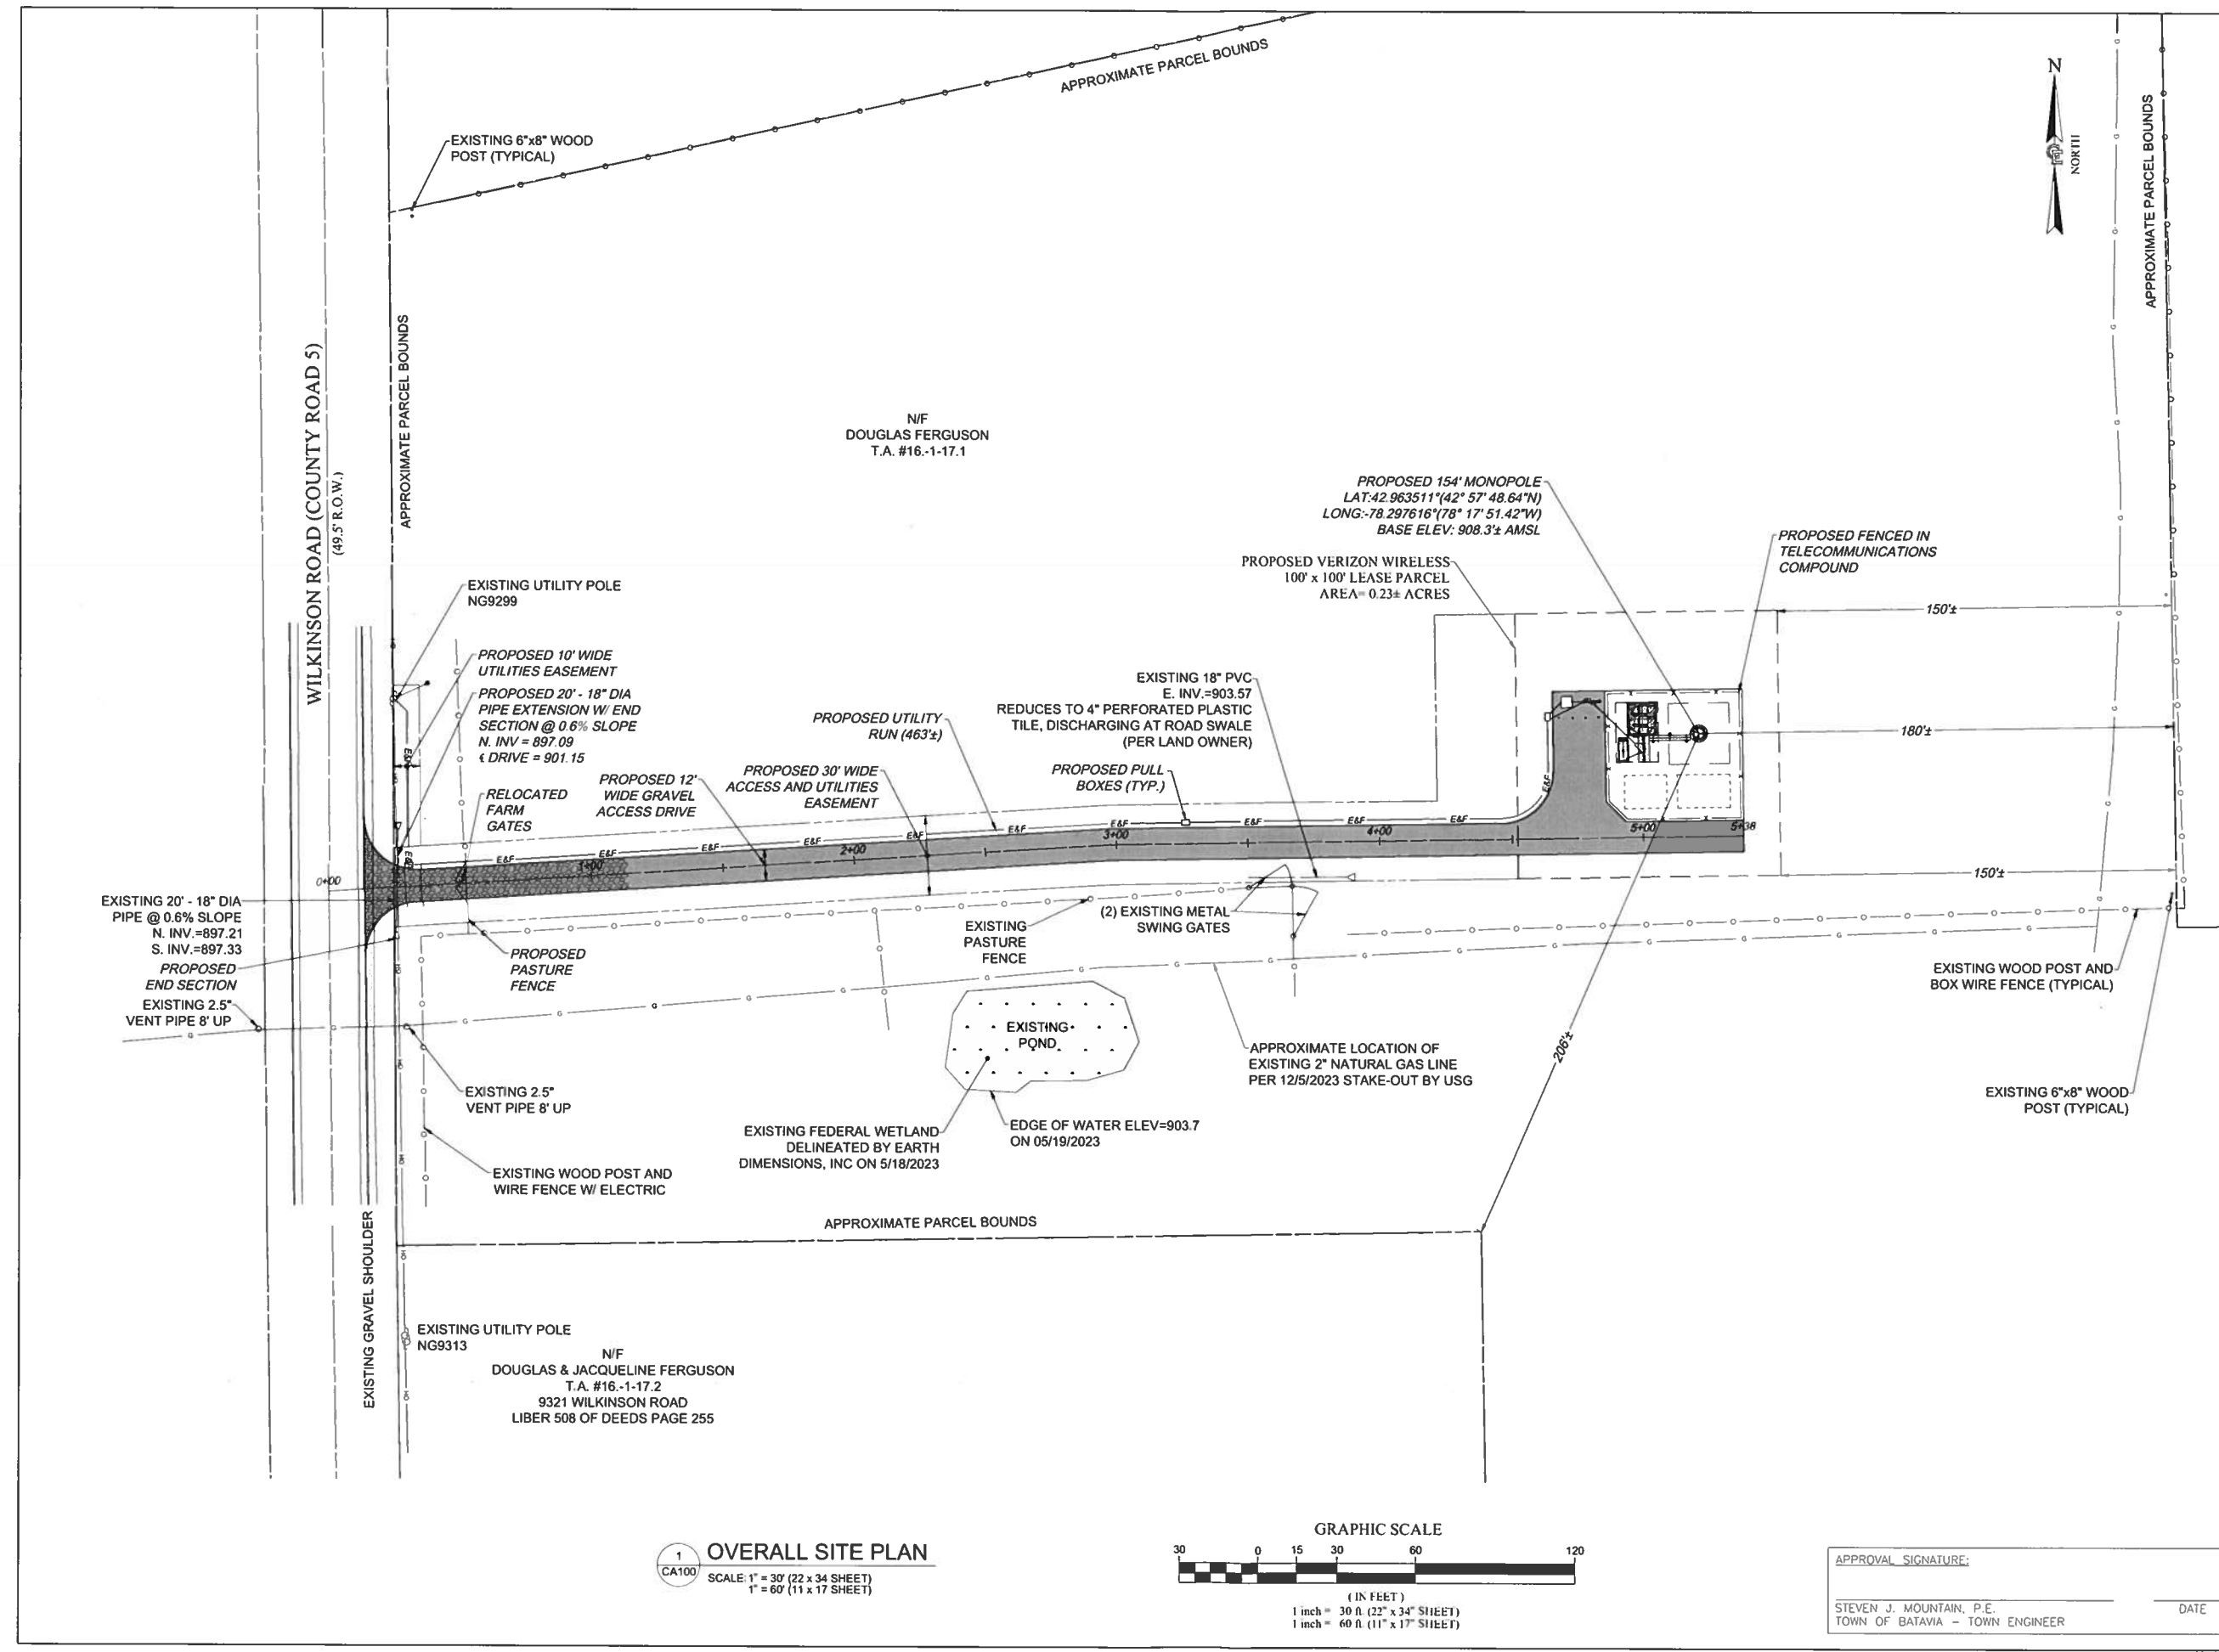 APPROXIMATE PARCEL BOUNDS
N
NORTH
APPROXIMATE PARCEL BOUNDS
EXISTING 6"x8" WOOD
POST (TYPICAL)
WILKINSON ROAD (COUNTY ROAD 5)
(49.5' R.O.W.)
APPROXIMATE PARCEL BOUNDS
N/F
DOUGLAS FERGUSON
T.A. #16.-1-17.1
PROPOSED 154' MONOPOLE
LAT:42.963511°(42° 57' 48.64"N)
LONG:-78.297616°(78° 17' 51.42"W)
BASE ELEV: 908.3'± AMSL
PROPOSED FENCED IN
TELECOMMUNICATIONS
COMPOUND
PROPOSED VERIZON WIRELESS
100' x 100' LEASE PARCEL
AREA= 0.23± ACRES
EXISTING UTILITY POLE
NG9299
150'±
PROPOSED 10' WIDE
UTILITIES EASEMENT
PROPOSED 20' - 18" DIA
PIPE EXTENSION W/ END
SECTION @ 0.6% SLOPE
N. INV = 897.09
℄ DRIVE = 901.15
EXISTING 18" PVC
E. INV.=903.57
REDUCES TO 4" PERFORATED PLASTIC
TILE, DISCHARGING AT ROAD SWALE
(PER LAND OWNER)
PROPOSED UTILITY
RUN (463'±)
180'±
PROPOSED PULL
BOXES (TYP.)
PROPOSED 30' WIDE
ACCESS AND UTILITIES
EASEMENT
PROPOSED 12'
WIDE GRAVEL
ACCESS DRIVE
RELOCATED
FARM
GATES
E&F
E&F
E&F
E&F
E&F
E&F
E&F
E&F
E&F
E&F
E&F
E&F
0+00
1+00
2+00
3+00
4+00
5+00
5+38
150'±
EXISTING 20' - 18" DIA
PIPE @ 0.6% SLOPE
N. INV.=897.21
S. INV.=897.33
PROPOSED
END SECTION
EXISTING 2.5"
VENT PIPE 8' UP
PROPOSED
PASTURE
FENCE
EXISTING
PASTURE
FENCE
(2) EXISTING METAL
SWING GATES
EXISTING WOOD POST AND
BOX WIRE FENCE (TYPICAL)
EXISTING
POND
206'±
APPROXIMATE LOCATION OF
EXISTING 2" NATURAL GAS LINE
PER 12/5/2023 STAKE-OUT BY USG
EXISTING 2.5"
VENT PIPE 8' UP
EXISTING 6"x8" WOOD
POST (TYPICAL)
EDGE OF WATER ELEV=903.7
ON 05/19/2023
EXISTING FEDERAL WETLAND
DELINEATED BY EARTH
DIMENSIONS, INC ON 5/18/2023
EXISTING WOOD POST AND
WIRE FENCE W/ ELECTRIC
APPROXIMATE PARCEL BOUNDS
EXISTING GRAVEL SHOULDER
EXISTING UTILITY POLE
NG9313
N/F
DOUGLAS & JACQUELINE FERGUSON
T.A. #16.-1-17.2
9321 WILKINSON ROAD
LIBER 508 OF DEEDS PAGE 255
1
CA100
OVERALL SITE PLAN
SCALE: 1" = 30' (22 x 34 SHEET)
1" = 60' (11 x 17 SHEET)
GRAPHIC SCALE
30 0 15 30 60 120
( IN FEET )
1 inch = 30 ft. (22" x 34" SHEET)
1 inch = 60 ft. (11" x 17" SHEET)
APPROVAL SIGNATURE:
STEVEN J. MOUNTAIN, P.E. DATE
TOWN OF BATAVIA - TOWN ENGINEER